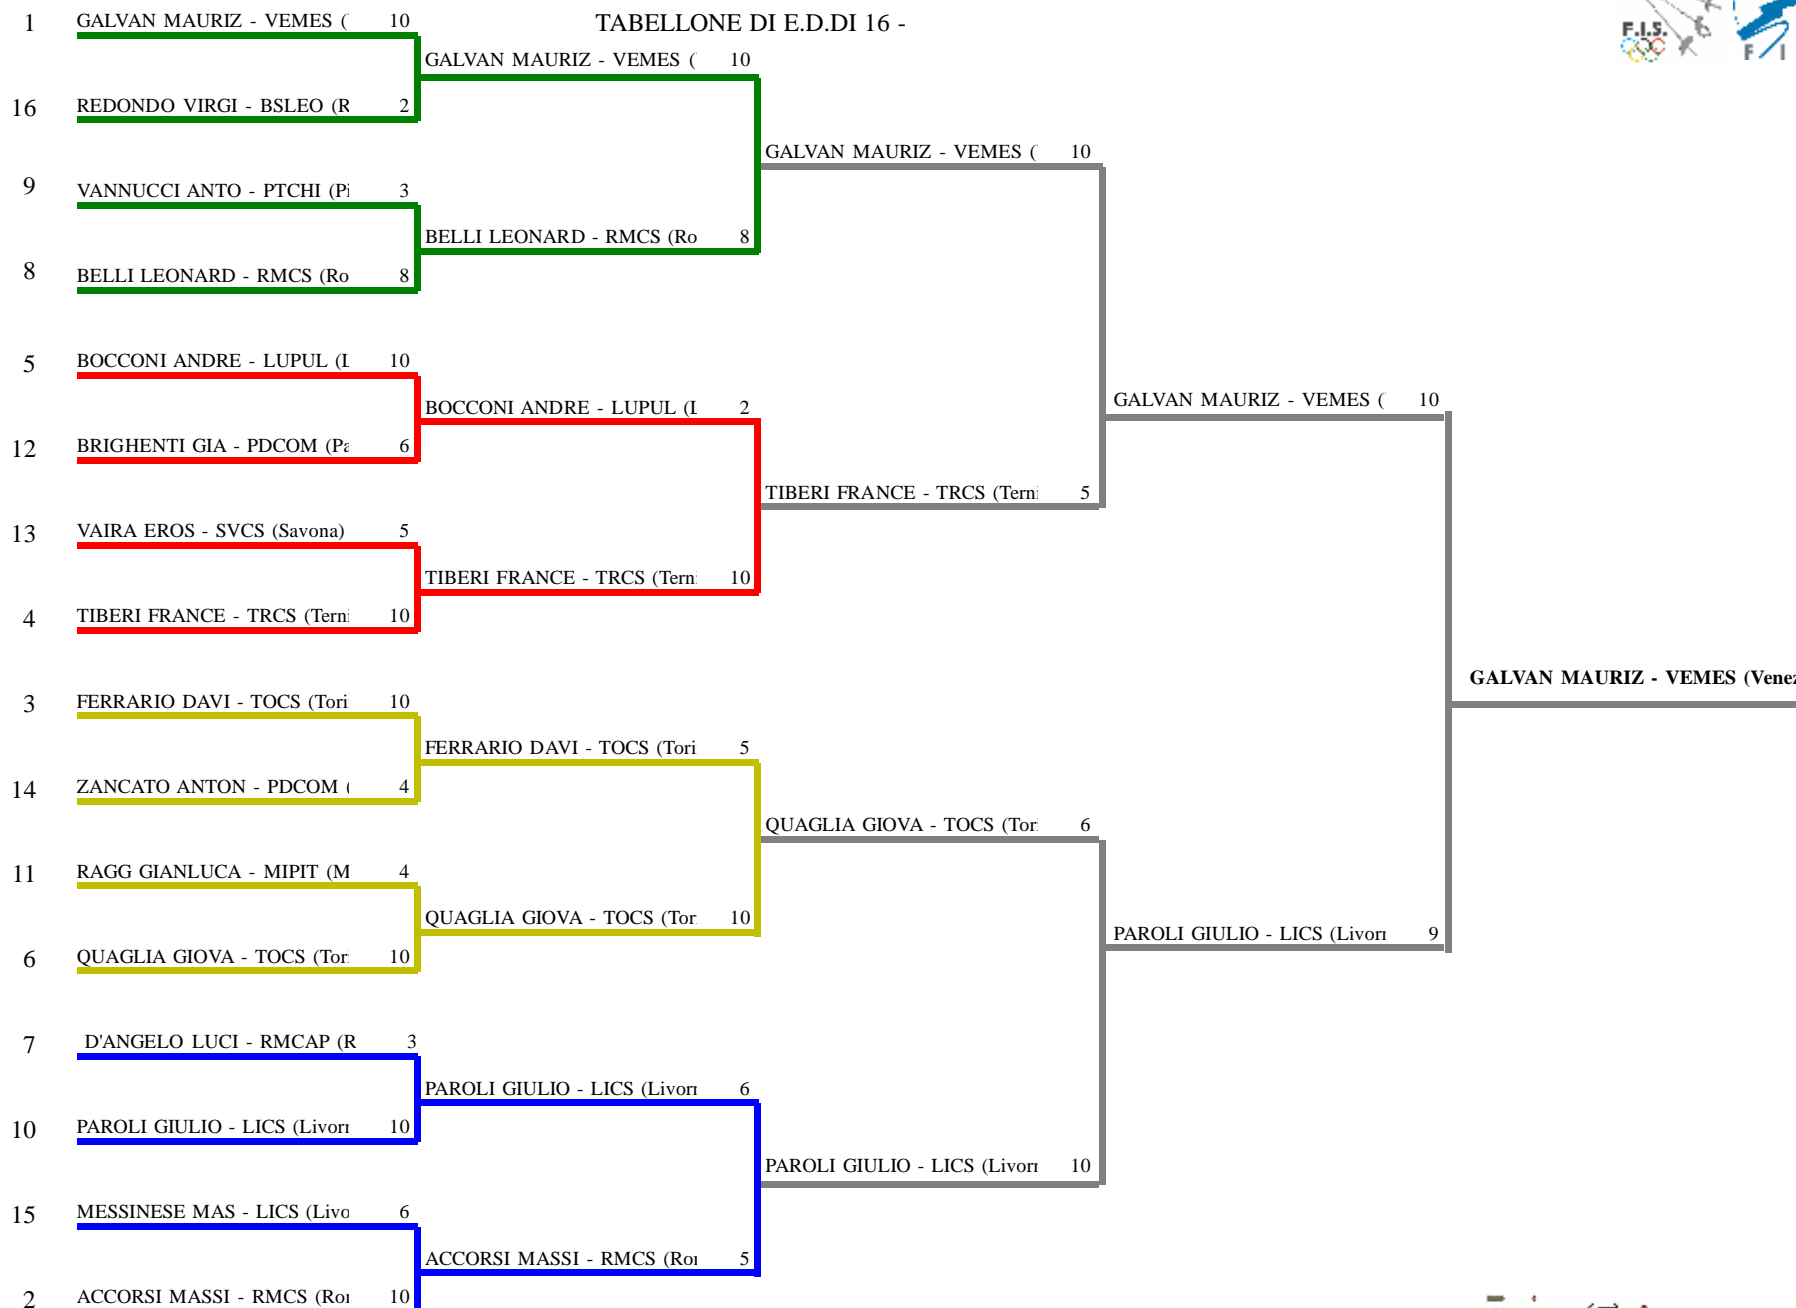 TABELLONE DI E.D.DI 16 -
F.I.S.
F I
1 GALVAN MAURIZ - VEMES ( 10
16 REDONDO VIRGI - BSLEO (R 2
9 VANNUCCI ANTO - PTCHI (Pi 3
8 BELLI LEONARD - RMCS (Ro 8
5 BOCCONI ANDRE - LUPUL (L 10
12 BRIGHENTI GIA - PDCOM (Pa 6
13 VAIRA EROS - SVCS (Savona) 5
4 TIBERI FRANCE - TRCS (Terni 10
3 FERRARIO DAVI - TOCS (Tori 10
14 ZANCATO ANTON - PDCOM ( 4
11 RAGG GIANLUCA - MIPIT (M 4
6 QUAGLIA GIOVA - TOCS (Tor 10
7 D'ANGELO LUCI - RMCAP (R 3
10 PAROLI GIULIO - LICS (Livor 10
15 MESSINESE MAS - LICS (Livo 6
2 ACCORSI MASSI - RMCS (Ro 10
GALVAN MAURIZ - VEMES ( 10
BELLI LEONARD - RMCS (Ro 8
BOCCONI ANDRE - LUPUL (L 2
TIBERI FRANCE - TRCS (Tern 10
FERRARIO DAVI - TOCS (Tori 5
QUAGLIA GIOVA - TOCS (Tor 10
PAROLI GIULIO - LICS (Livor 6
ACCORSI MASSI - RMCS (Ro 5
GALVAN MAURIZ - VEMES ( 10
TIBERI FRANCE - TRCS (Terni 5
QUAGLIA GIOVA - TOCS (Tor 6
PAROLI GIULIO - LICS (Livor 10
GALVAN MAURIZ - VEMES ( 10
PAROLI GIULIO - LICS (Livor 9
GALVAN MAURIZ - VEMES (Venez